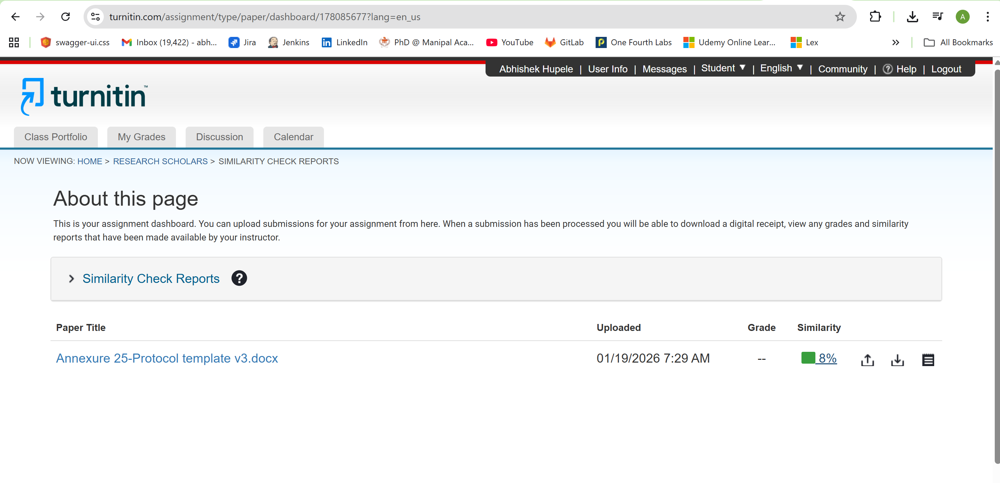 turnitin.com/assignment/type/paper/dashboard/178085677?lang=en_us
A
swagger-ui.css Inbox (19,422) - abh... Jira Jenkins LinkedIn PhD @ Manipal Aca... YouTube GitLab One Fourth Labs Udemy Online Lear... Lex » All Bookmarks
Abhishek Hupele | User Info | Messages | Student ▼ | English ▼ | Community | ? Help | Logout
turnitin™
Class Portfolio My Grades Discussion Calendar
NOW VIEWING: HOME > RESEARCH SCHOLARS > SIMILARITY CHECK REPORTS
About this page
This is your assignment dashboard. You can upload submissions for your assignment from here. When a submission has been processed you will be able to download a digital receipt, view any grades and similarity
reports that have been made available by your instructor.
Similarity Check Reports ?
Paper Title Uploaded Grade Similarity
Annexure 25-Protocol template v3.docx 01/19/2026 7:29 AM -- 8%